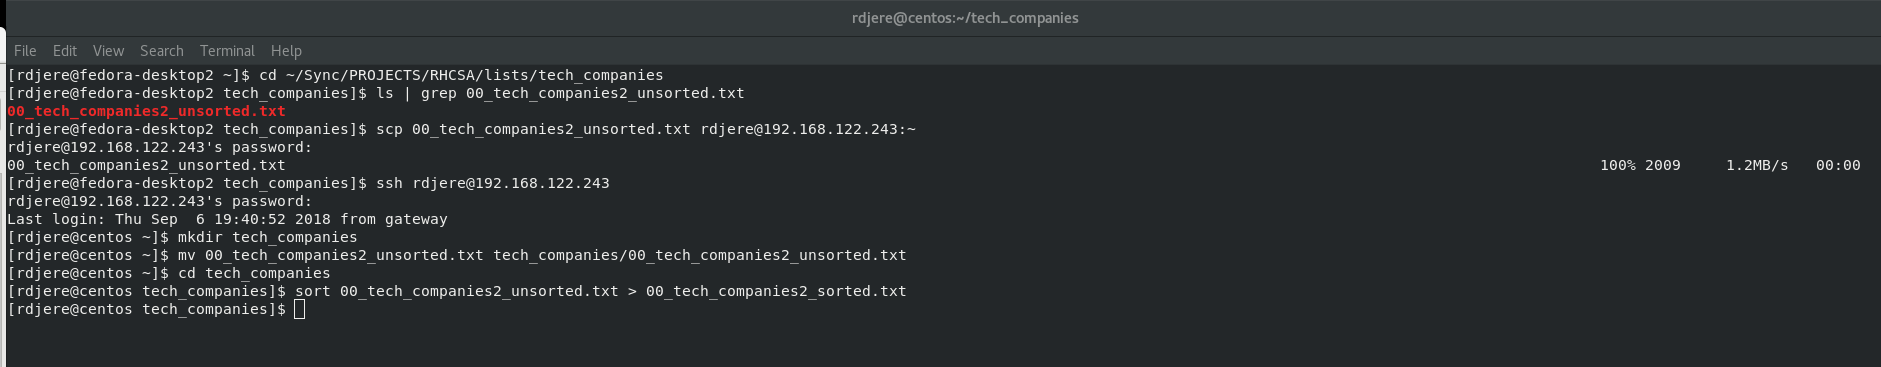 rdjere@centos:~/tech_companies
File Edit View Search Terminal Help
[rdjere@fedora-desktop2 ~]$ cd ~/Sync/PROJECTS/RHCSA/lists/tech_companies
[rdjere@fedora-desktop2 tech_companies]$ ls | grep 00_tech_companies2_unsorted.txt
00_tech_companies2_unsorted.txt
[rdjere@fedora-desktop2 tech_companies]$ scp 00_tech_companies2_unsorted.txt rdjere@192.168.122.243:~
rdjere@192.168.122.243's password:
00_tech_companies2_unsorted.txt 100% 2009 1.2MB/s 00:00
[rdjere@fedora-desktop2 tech_companies]$ ssh rdjere@192.168.122.243
rdjere@192.168.122.243's password:
Last login: Thu Sep  6 19:40:52 2018 from gateway
[rdjere@centos ~]$ mkdir tech_companies
[rdjere@centos ~]$ mv 00_tech_companies2_unsorted.txt tech_companies/00_tech_companies2_unsorted.txt
[rdjere@centos ~]$ cd tech_companies
[rdjere@centos tech_companies]$ sort 00_tech_companies2_unsorted.txt > 00_tech_companies2_sorted.txt
[rdjere@centos tech_companies]$